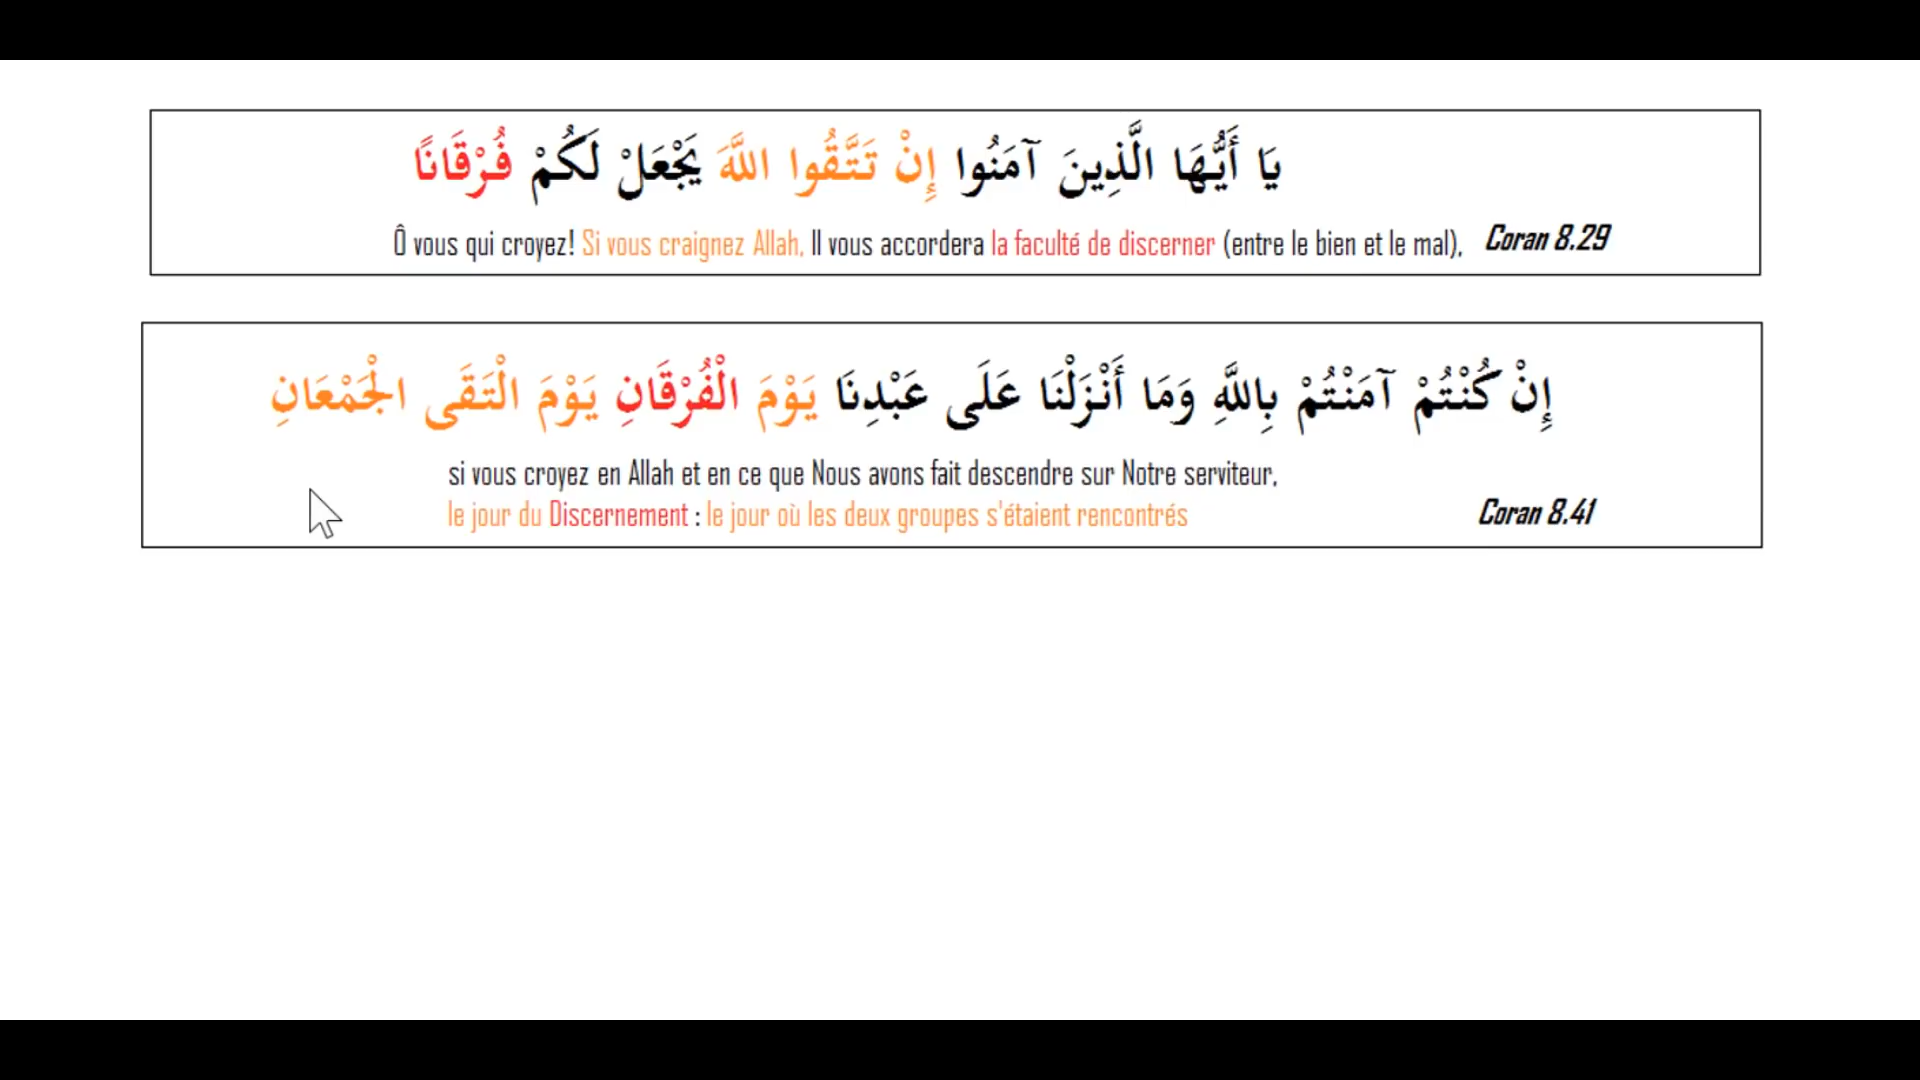 يَا أَيُّهَا الَّذِينَ آمَنُوا إِنْ تَتَّقُوا اللَّهَ يَجْعَلْ لَكُمْ فُرْقَانًا
Ô vous qui croyez! Si vous craignez Allah, Il vous accordera la faculté de discerner (entre le bien et le mal), Coran 8.29
إِنْ كُنْتُمْ آمَنْتُمْ بِاللَّهِ وَمَا أَنْزَلْنَا عَلَى عَبْدِنَا يَوْمَ الْفُرْقَانِ يَوْمَ الْتَقَى الْجَمْعَانِ
si vous croyez en Allah et en ce que Nous avons fait descendre sur Notre serviteur,
le jour du Discernement : le jour où les deux groupes s'étaient rencontrés Coran 8.41